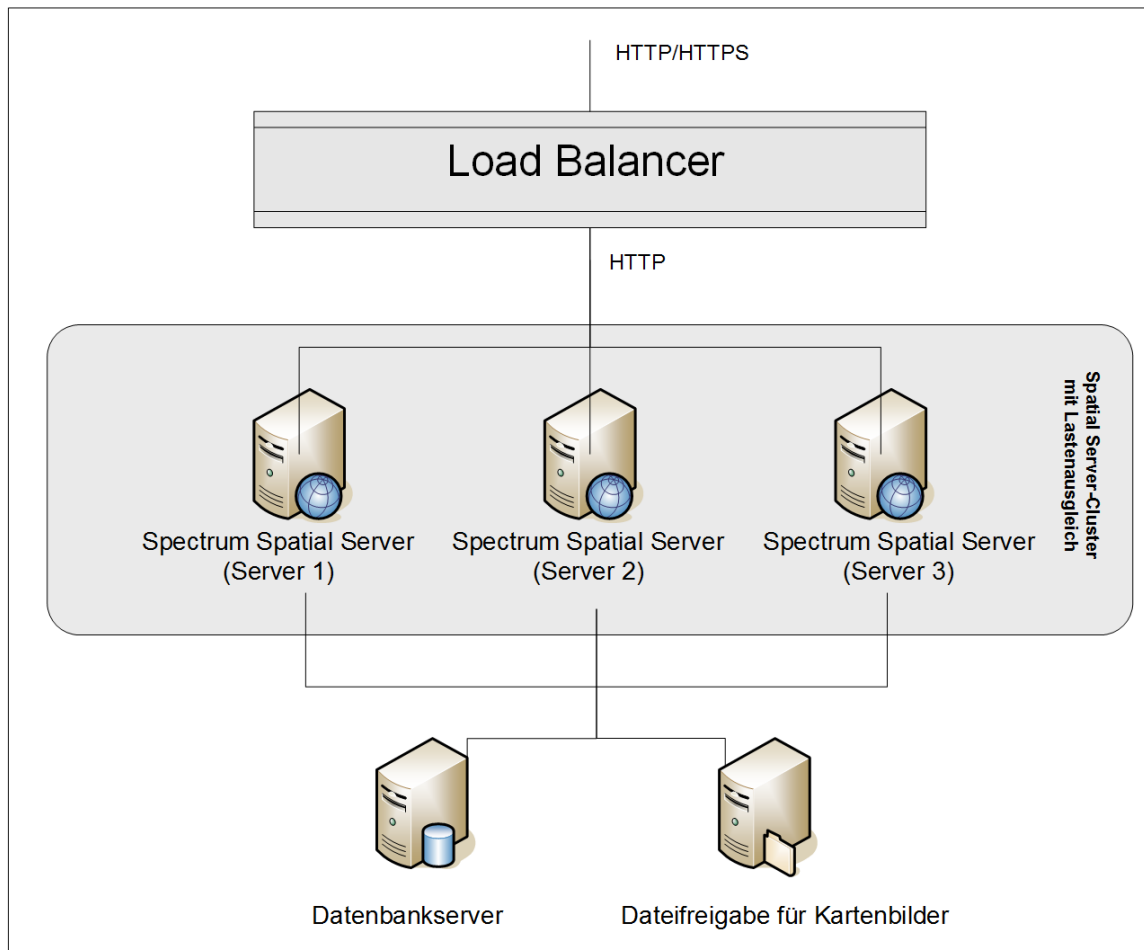 HTTP/HTTPS
Load Balancer
HTTP
Spatial Server-Cluster
mit Lastenausgleich
Spectrum Spatial Server
(Server 1)
Spectrum Spatial Server
(Server 2)
Spectrum Spatial Server
(Server 3)
Datenbankserver
Dateifreigabe für Kartenbilder